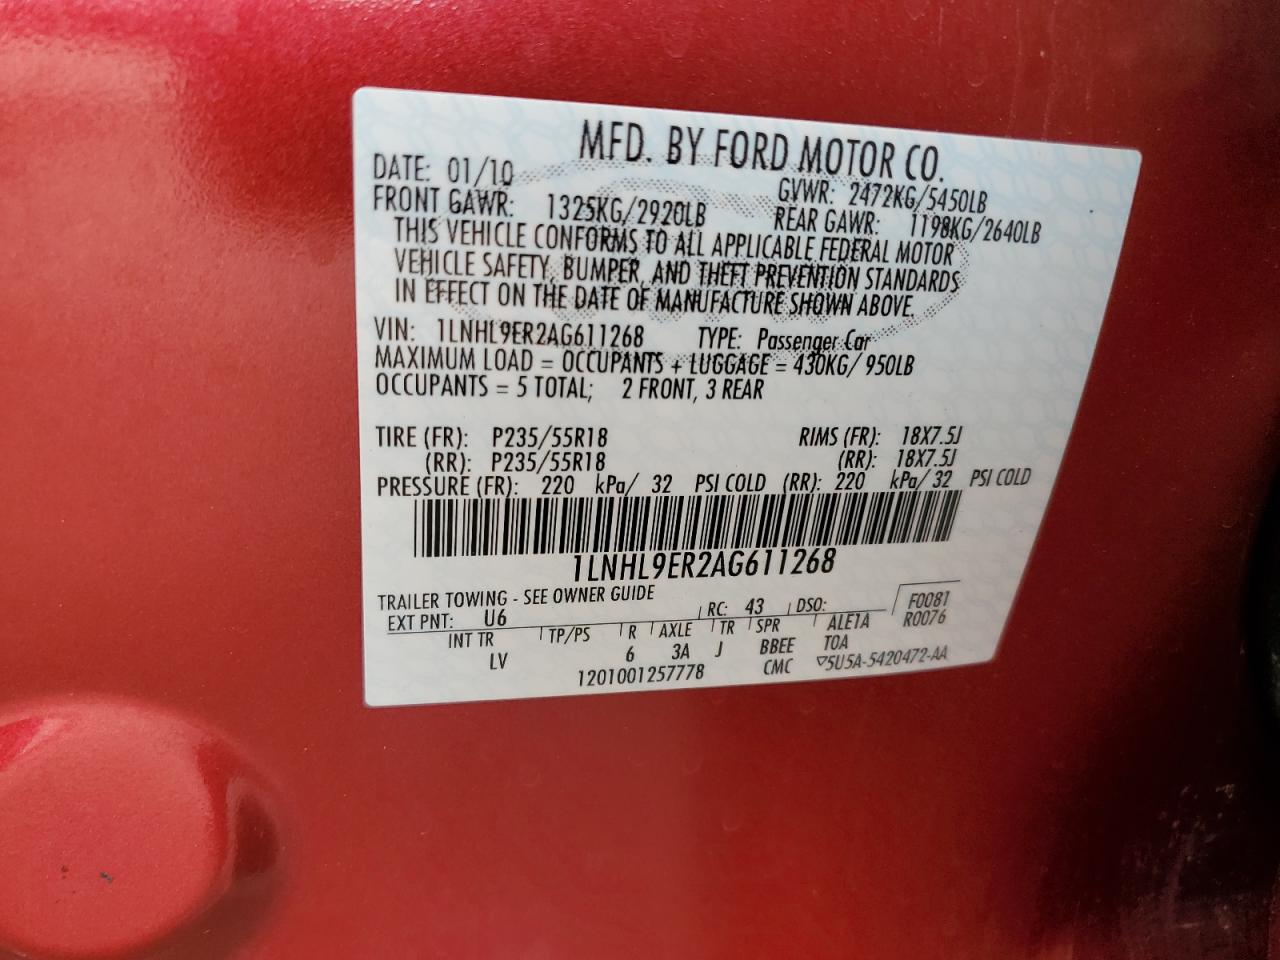 MFD. BY FORD MOTOR CO.
DATE: 01/10 GVWR: 2472KG/5450LB
FRONT GAWR: 1325KG/2920LB REAR GAWR: 1198KG/2640LB
THIS VEHICLE CONFORMS TO ALL APPLICABLE FEDERAL MOTOR
VEHICLE SAFETY, BUMPER, AND THEFT PREVENTION STANDARDS
IN EFFECT ON THE DATE OF MANUFACTURE SHOWN ABOVE.
VIN: 1LNHL9ER2AG611268 TYPE: Passenger Car
MAXIMUM LOAD = OCCUPANTS + LUGGAGE = 430KG/ 950LB
OCCUPANTS = 5 TOTAL; 2 FRONT, 3 REAR
TIRE (FR): P235/55R18 RIMS (FR): 18X7.5J
(RR): P235/55R18 (RR): 18X7.5J
PRESSURE (FR): 220 kPa/ 32 PSI COLD (RR): 220 kPa/ 32 PSI COLD
1LNHL9ER2AG611268
TRAILER TOWING - SEE OWNER GUIDE
EXT PNT: U6 RC: 43 DSO: F0081
R0076
INT TR TP/PS R AXLE TR SPR ALE1A
LV 6 3A J BBEE TOA
1201001257778 CMC ▽5U5A-5420472-AA